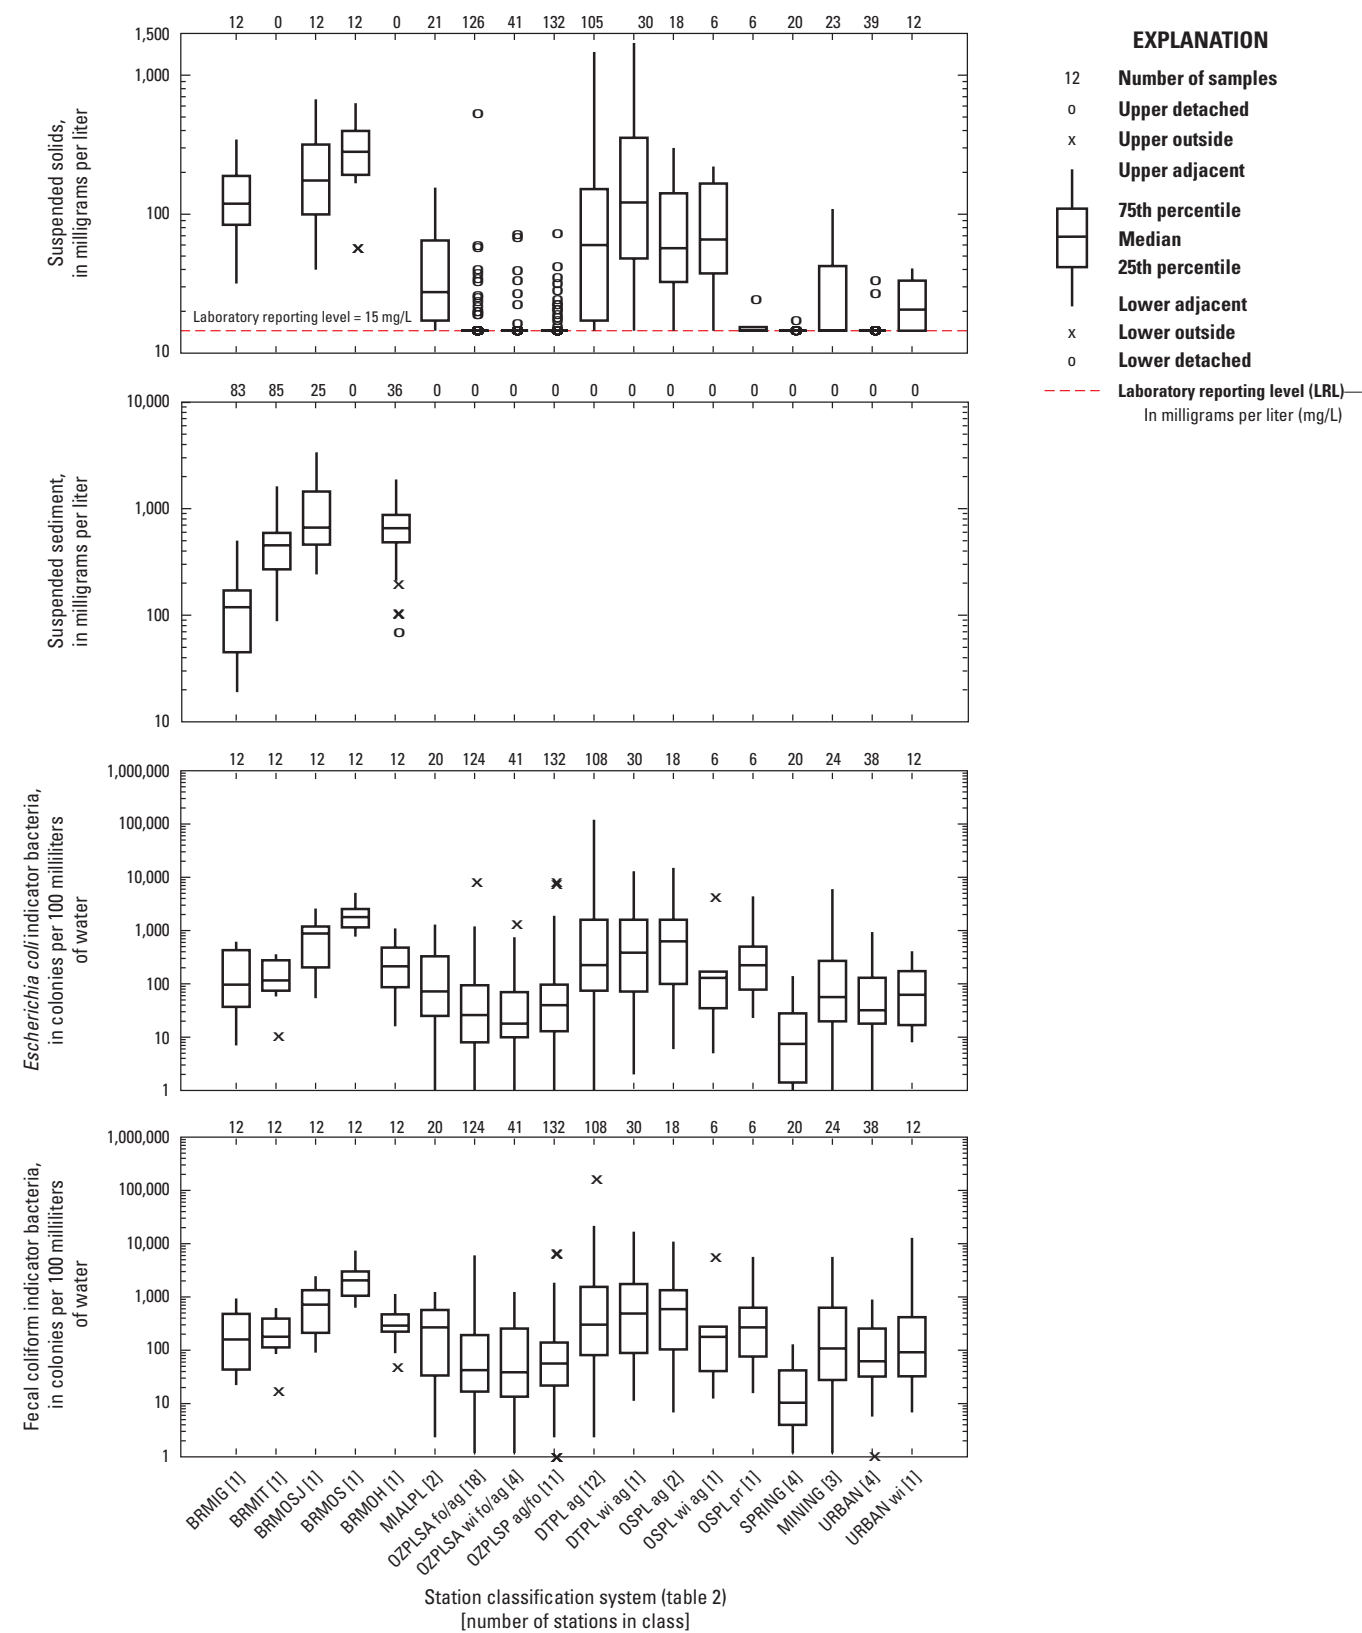 12 0 12 12 0 21 126 41 132 105 30 18 6 6 20 23 39 12
1,500
1,000
100
10
Suspended solids,
in milligrams per liter
Laboratory reporting level = 15 mg/L
EXPLANATION
12 Number of samples
o Upper detached
x Upper outside
Upper adjacent
75th percentile
Median
25th percentile
Lower adjacent
x Lower outside
o Lower detached
Laboratory reporting level (LRL)—
In milligrams per liter (mg/L)
83 85 25 0 36 0 0 0 0 0 0 0 0 0 0 0 0 0
10,000
1,000
100
10
Suspended sediment,
in milligrams per liter
12 12 12 12 12 20 124 41 132 108 30 18 6 6 20 24 38 12
1,000,000
100,000
10,000
1,000
100
10
1
Escherichia coli indicator bacteria,
in colonies per 100 milliliters
of water
12 12 12 12 12 20 124 41 132 108 30 18 6 6 20 24 38 12
1,000,000
100,000
10,000
1,000
100
10
1
Fecal coliform indicator bacteria,
in colonies per 100 milliliters
of water
BRMIG [1]
BRMIT [1]
BRMOSJ [1]
BRMOS [1]
BRMOH [1]
MIALPL [2]
OZPLSA fo/ag [18]
OZPLSA wi fo/ag [4]
OZPLSP ag/fo [11]
DTPL ag [12]
DTPL wi ag [1]
OSPL ag [2]
OSPL wi ag [1]
OSPL pr [1]
SPRING [4]
MINING [3]
URBAN [4]
URBAN wi [1]
Station classification system (table 2)
[number of stations in class]